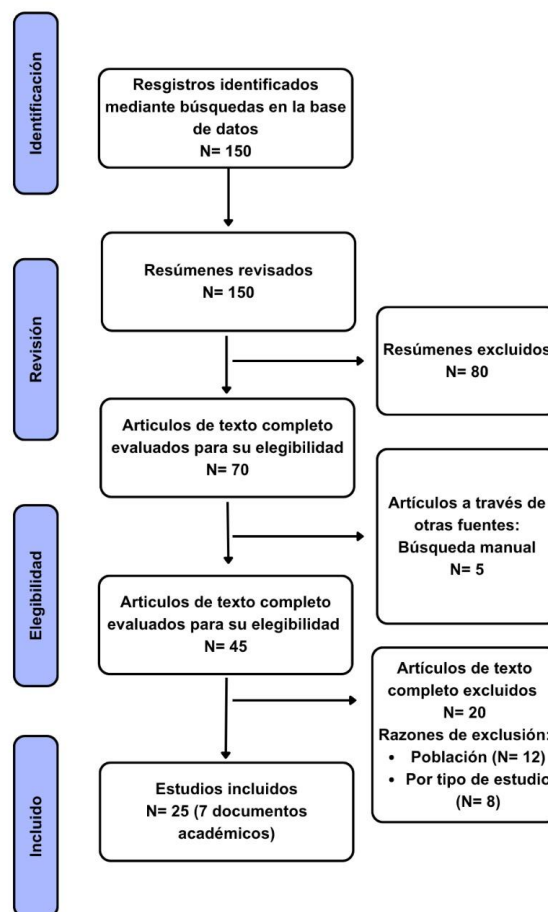 Identificación
Resgistros identificados
mediante búsquedas en la base
de datos
N= 150
Revisión
Resúmenes revisados
N= 150
Resúmenes excluidos
N= 80
Articulos de texto completo
evaluados para su elegibilidad
N= 70
Elegibilidad
Artículos a través de
otras fuentes:
Búsqueda manual
N= 5
Articulos de texto completo
evaluados para su elegibilidad
N= 45
Artículos de texto
completo excluidos
N= 20
Razones de exclusión:
• Población (N= 12)
• Por tipo de estudio
(N= 8)
Incluido
Estudios incluidos
N= 25 (7 documentos
académicos)